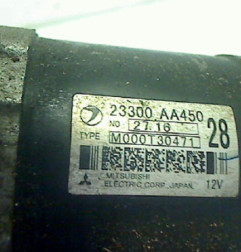 23300 AA450
NO 27 16 28
TYPE M000T30471
MITSUBISHI
ELECTRIC CORP. JAPAN 12V